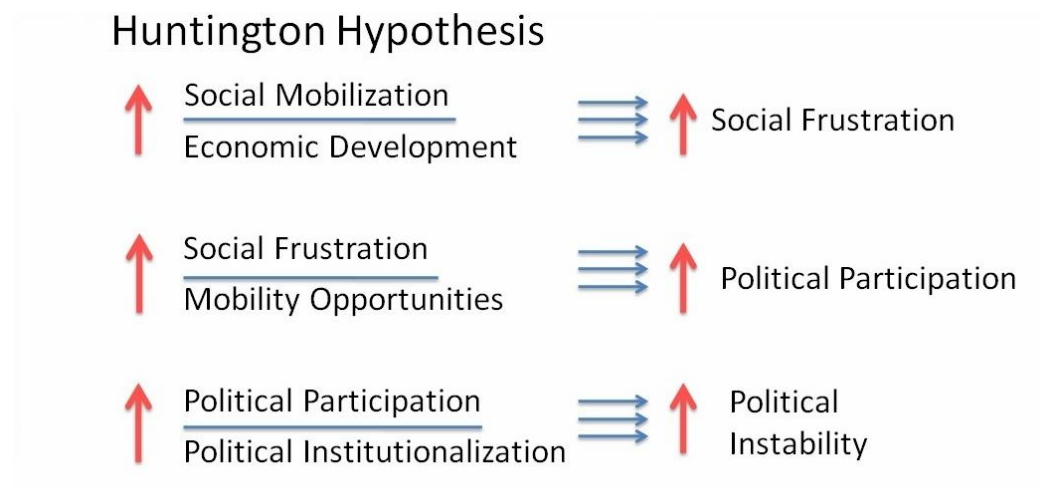 Huntington Hypothesis
Social Mobilization
Economic Development
Social Frustration
Social Frustration
Mobility Opportunities
Political Participation
Political Participation
Political Institutionalization
Political
Instability